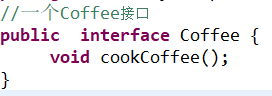 //一个Coffee接口
public  interface Coffee {
    void cookCoffee();
}